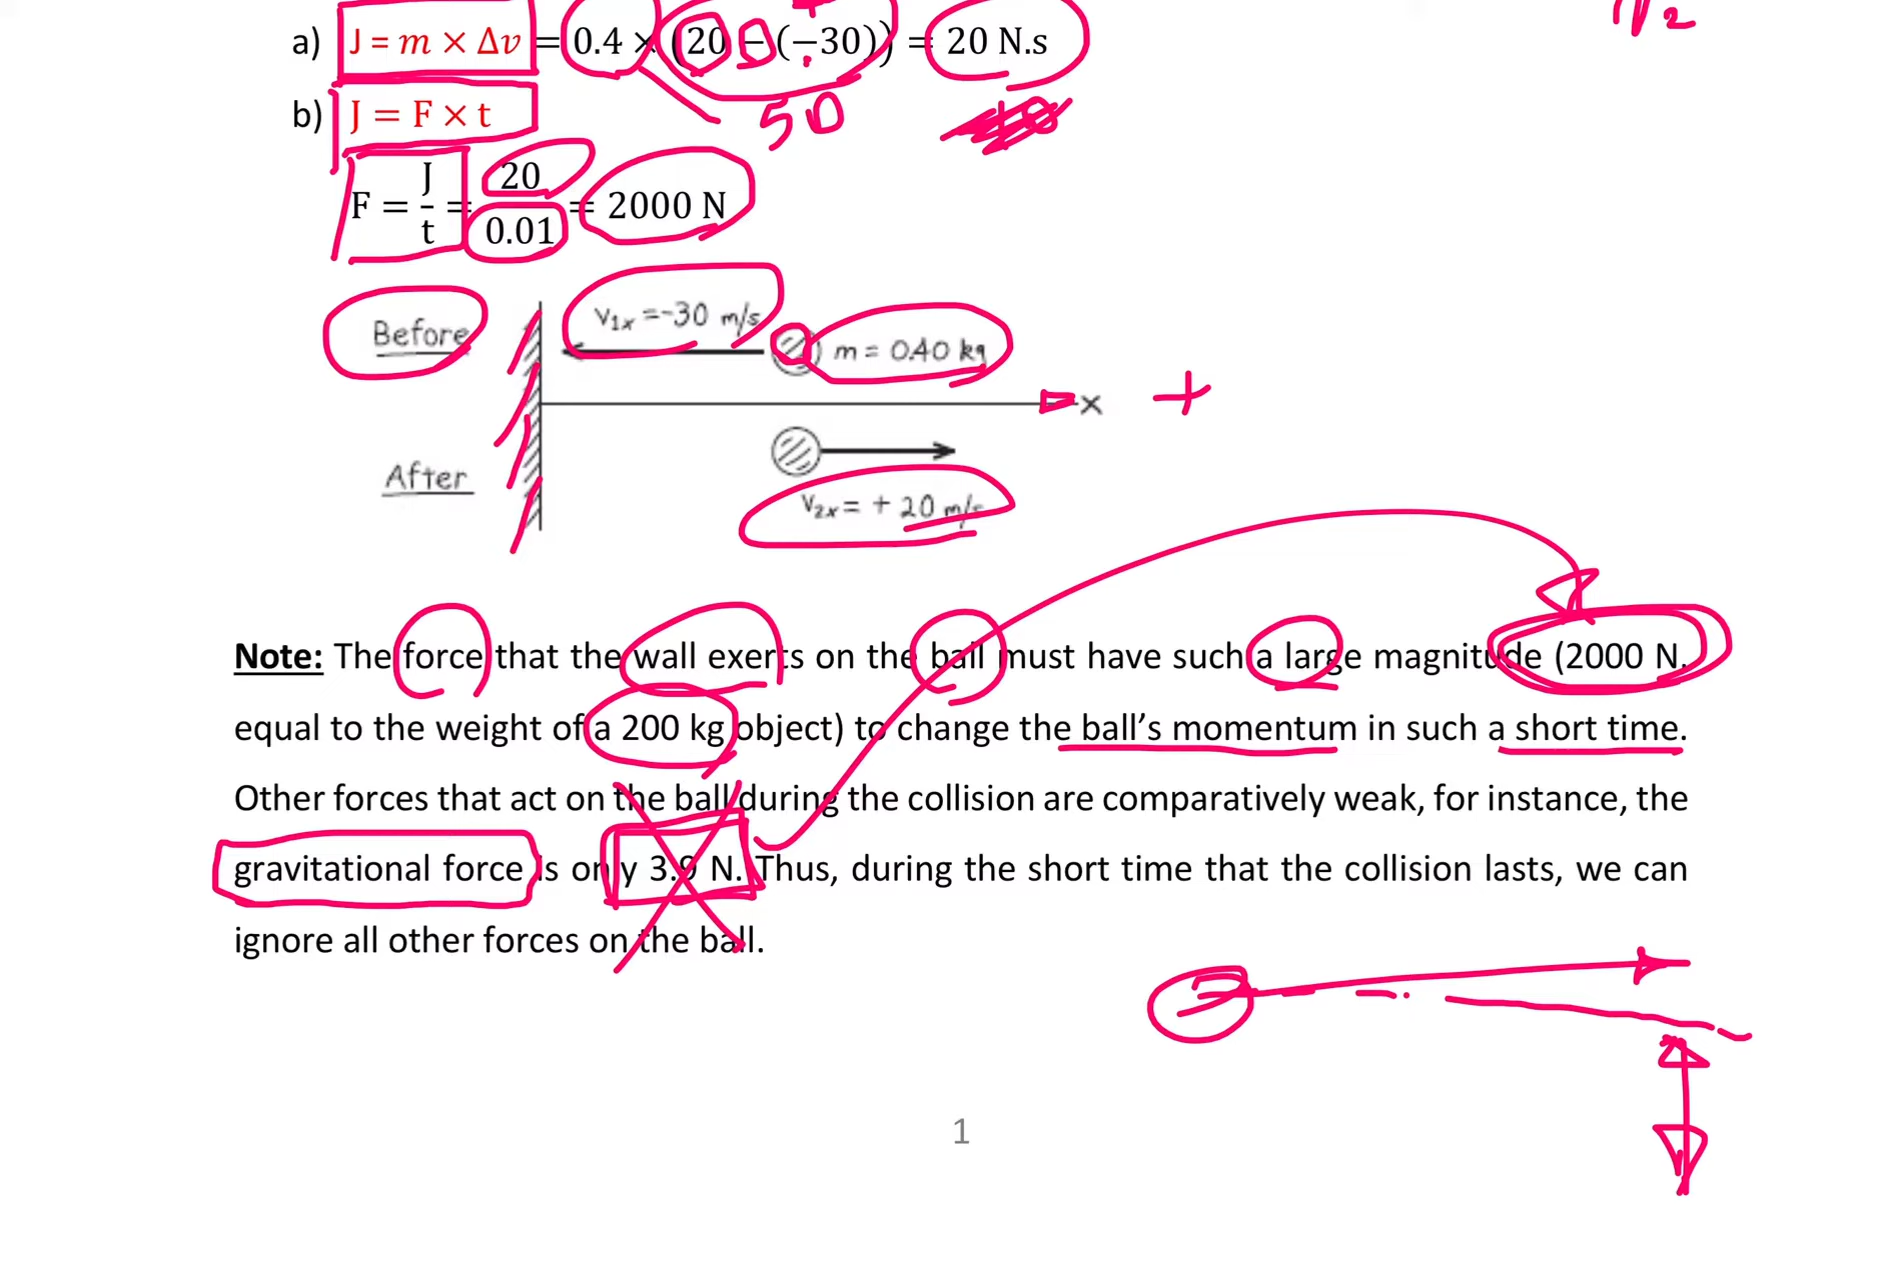 a) J = m × Δv = 0.4 × (20 − (−30)) = 20 N.s
50
b) J = F × t
F = J/t = 20/0.01 = 2000 N
Before
v1x = -30 m/s
m = 0.40 kg
x +
After
v2x = + 20 m/s
Note: The force that the wall exerts on the ball must have such a large magnitude (2000 N,
equal to the weight of a 200 kg object) to change the ball’s momentum in such a short time.
Other forces that act on the ball during the collision are comparatively weak, for instance, the
gravitational force is only 3.9 N. Thus, during the short time that the collision lasts, we can
ignore all other forces on the ball.
1